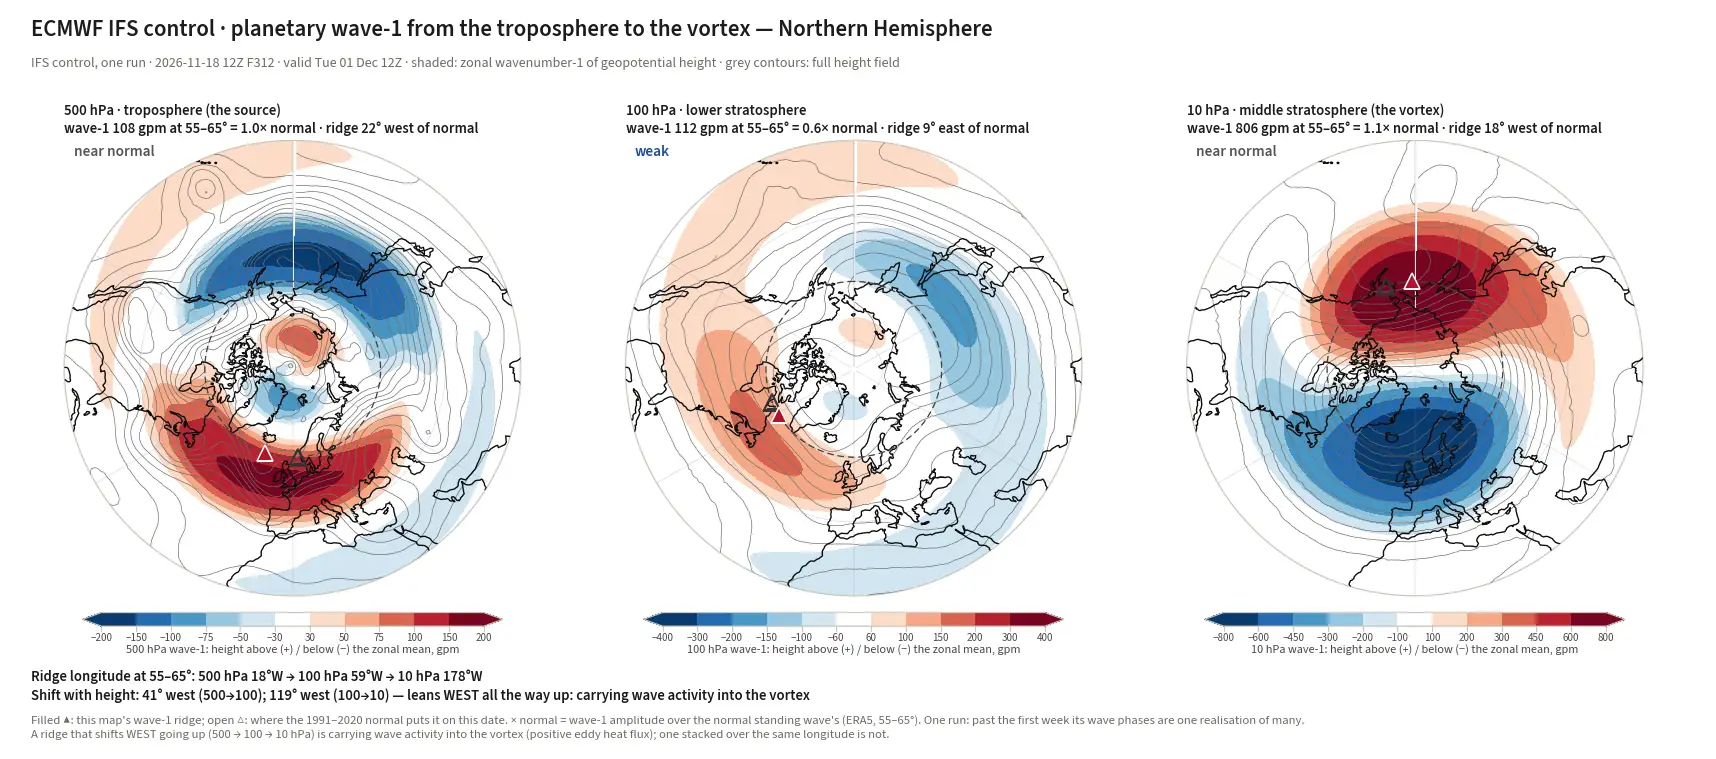 ECMWF IFS control · planetary wave-1 from the troposphere to the vortex — Northern Hemisphere
IFS control, one run · 2026-11-18 12Z F312 · valid Tue 01 Dec 12Z · shaded: zonal wavenumber-1 of geopotential height · grey contours: full height field
500 hPa · troposphere (the source)
wave-1 108 gpm at 55–65° = 1.0× normal · ridge 22° west of normal
near normal
100 hPa · lower stratosphere
wave-1 112 gpm at 55–65° = 0.6× normal · ridge 9° east of normal
weak
10 hPa · middle stratosphere (the vortex)
wave-1 806 gpm at 55–65° = 1.1× normal · ridge 18° west of normal
near normal
−200 −150 −100 −75 −50 −30 30 50 75 100 150 200
500 hPa wave-1: height above (+) / below (−) the zonal mean, gpm
−400 −300 −200 −150 −100 −60 60 100 150 200 300 400
100 hPa wave-1: height above (+) / below (−) the zonal mean, gpm
−800 −600 −450 −300 −200 −100 100 200 300 450 600 800
10 hPa wave-1: height above (+) / below (−) the zonal mean, gpm
Ridge longitude at 55–65°: 500 hPa 18°W → 100 hPa 59°W → 10 hPa 178°W
Shift with height: 41° west (500→100); 119° west (100→10) — leans WEST all the way up: carrying wave activity into the vortex
Filled ▲: this map's wave-1 ridge; open △: where the 1991–2020 normal puts it on this date. × normal = wave-1 amplitude over the normal standing wave's (ERA5, 55–65°). One run: past the first week its wave phases are one realisation of many.
A ridge that shifts WEST going up (500 → 100 → 10 hPa) is carrying wave activity into the vortex (positive eddy heat flux); one stacked over the same longitude is not.